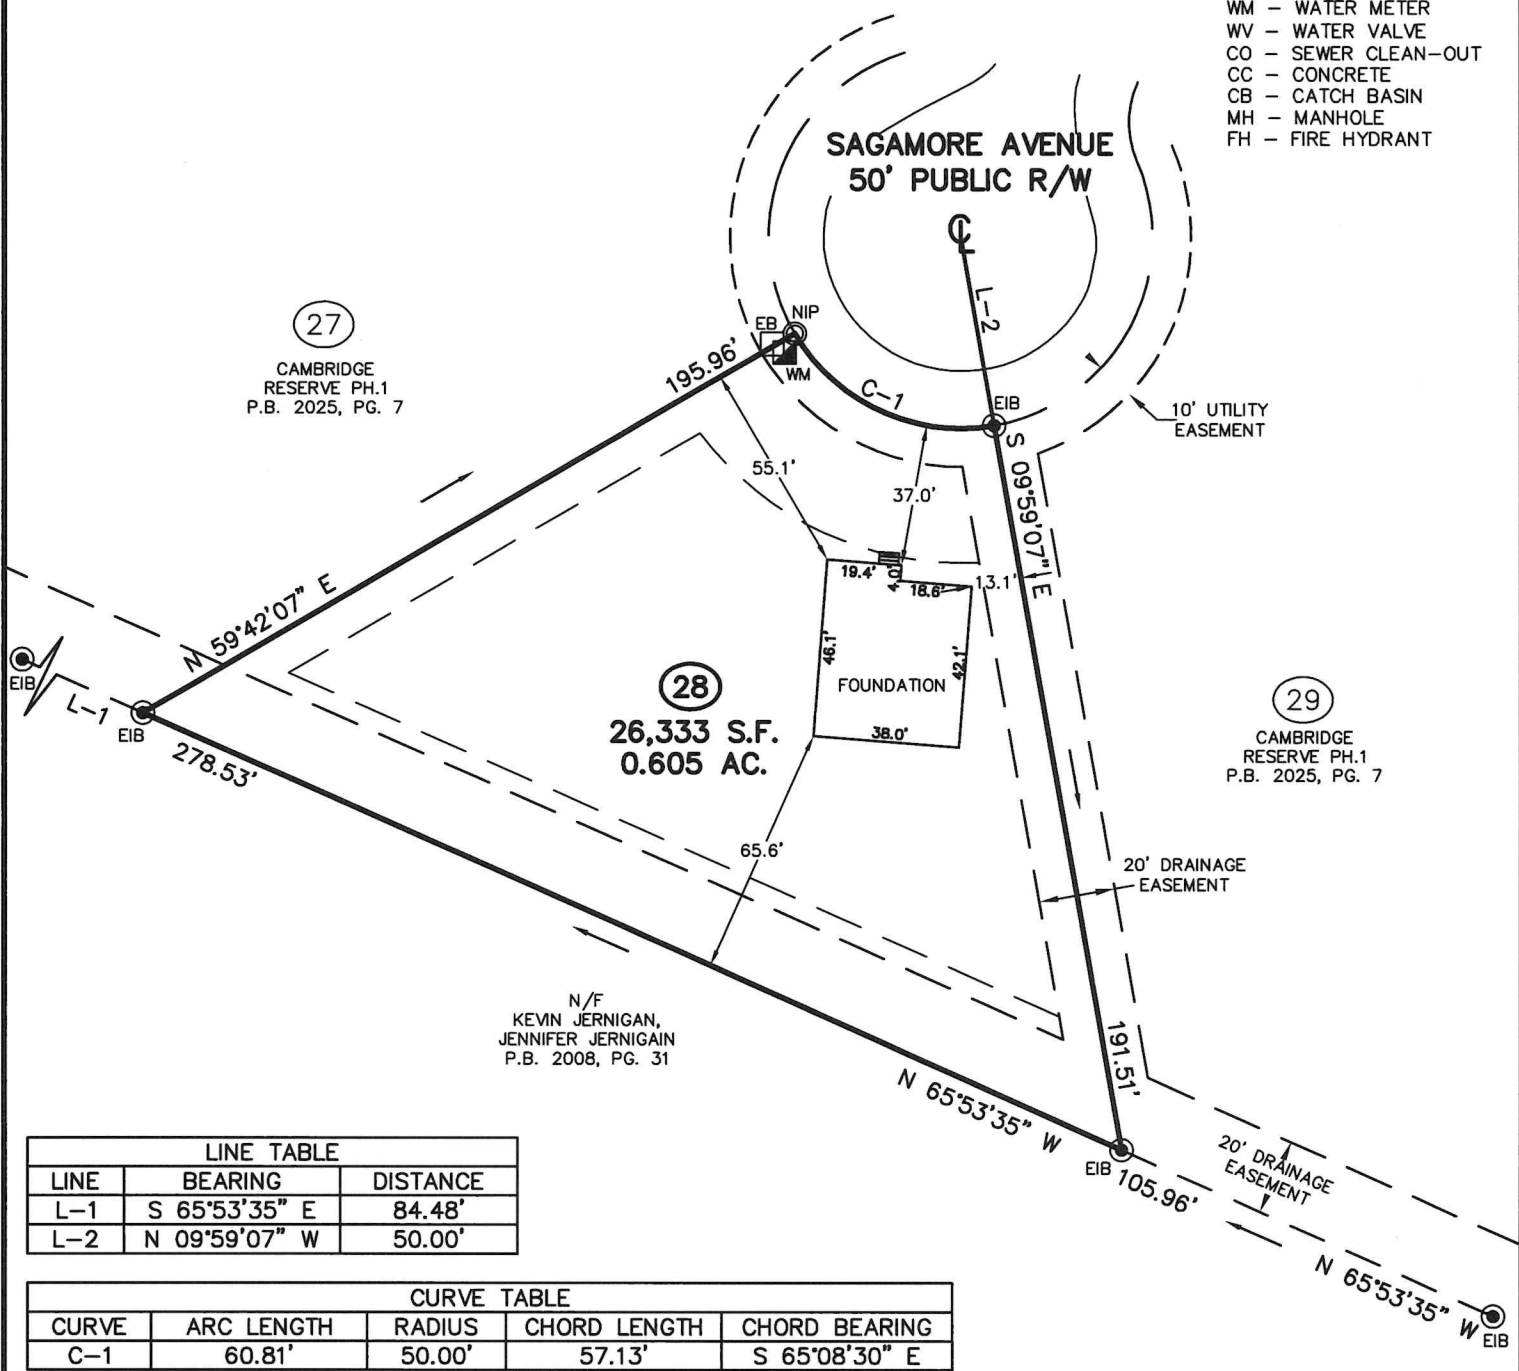 WM – WATER METER
WV – WATER VALVE
CO – SEWER CLEAN–OUT
CC – CONCRETE
CB – CATCH BASIN
MH – MANHOLE
FH – FIRE HYDRANT
SAGAMORE AVENUE
50' PUBLIC R/W
CL
L–2
27
CAMBRIDGE
RESERVE PH.1
P.B. 2025, PG. 7
EB
NIP
WM
195.96'
C–1
EIB
10' UTILITY
EASEMENT
55.1'
37.0'
S 09°59'07" E
19.4'
4.0'
18.6'
13.1'
N 59°42'07" E
46.1'
42.1'
FOUNDATION
38.0'
28
26,333 S.F.
0.605 AC.
29
CAMBRIDGE
RESERVE PH.1
P.B. 2025, PG. 7
EIB
L–1
EIB
278.53'
65.6'
20' DRAINAGE
EASEMENT
N/F
KEVIN JERNIGAN,
JENNIFER JERNIGAIN
P.B. 2008, PG. 31
191.51'
N 65°53'35" W
EIB
105.96'
20' DRAINAGE
EASEMENT
N 65°53'35" W
EIB
LINE TABLE
LINE BEARING DISTANCE
L–1 S 65°53'35" E 84.48'
L–2 N 09°59'07" W 50.00'
CURVE TABLE
CURVE ARC LENGTH RADIUS CHORD LENGTH CHORD BEARING
C–1 60.81' 50.00' 57.13' S 65°08'30" E